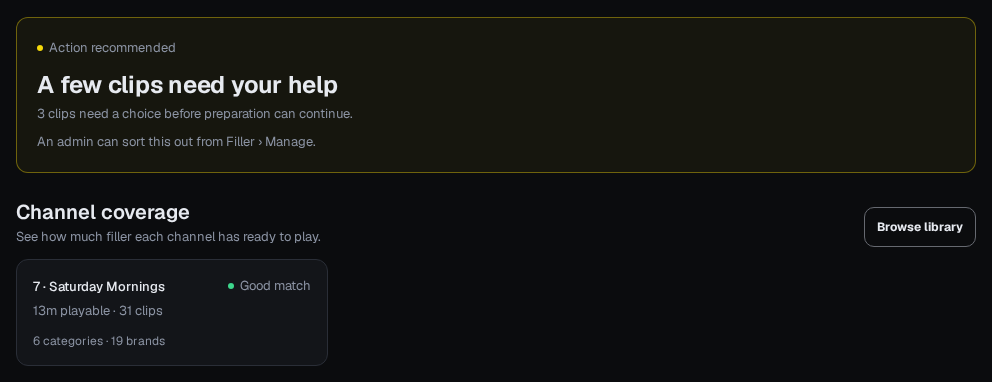 Action recommended
A few clips need your help
3 clips need a choice before preparation can continue.
An admin can sort this out from Filler › Manage.
Channel coverage
See how much filler each channel has ready to play.
Browse library
7 · Saturday Mornings
Good match
13m playable · 31 clips
6 categories · 19 brands